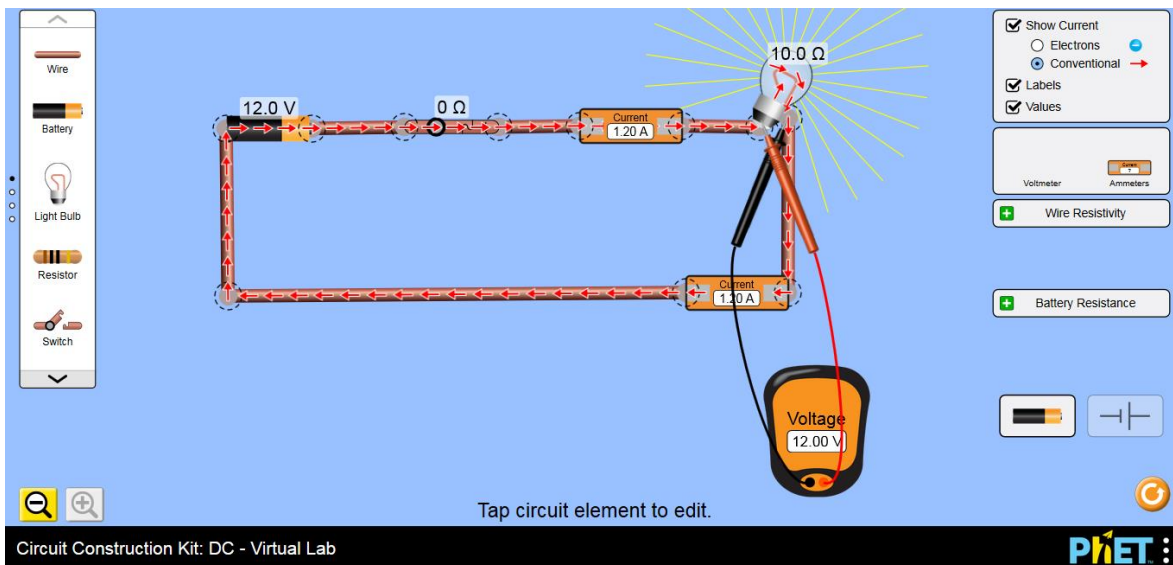 Wire
Battery
Light Bulb
Resistor
Switch
12.0 V
0 Ω
Current
1.20 A
10.0 Ω
Current
1.20 A
Voltage
12.00 V
Show Current
Electrons
Conventional
Labels
Values
Voltmeter
Current
?
Ammeters
Wire Resistivity
Battery Resistance
Tap circuit element to edit.
Circuit Construction Kit: DC - Virtual Lab
PhET